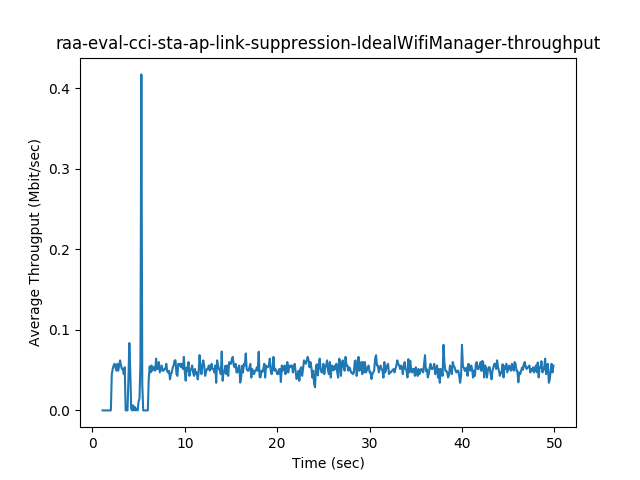 raa-eval-cci-sta-ap-link-suppression-IdealWifiManager-throughput
0.4
0.3
0.2
0.1
0.0
Average Througput (Mbit/sec)
0 10 20 30 40 50
Time (sec)